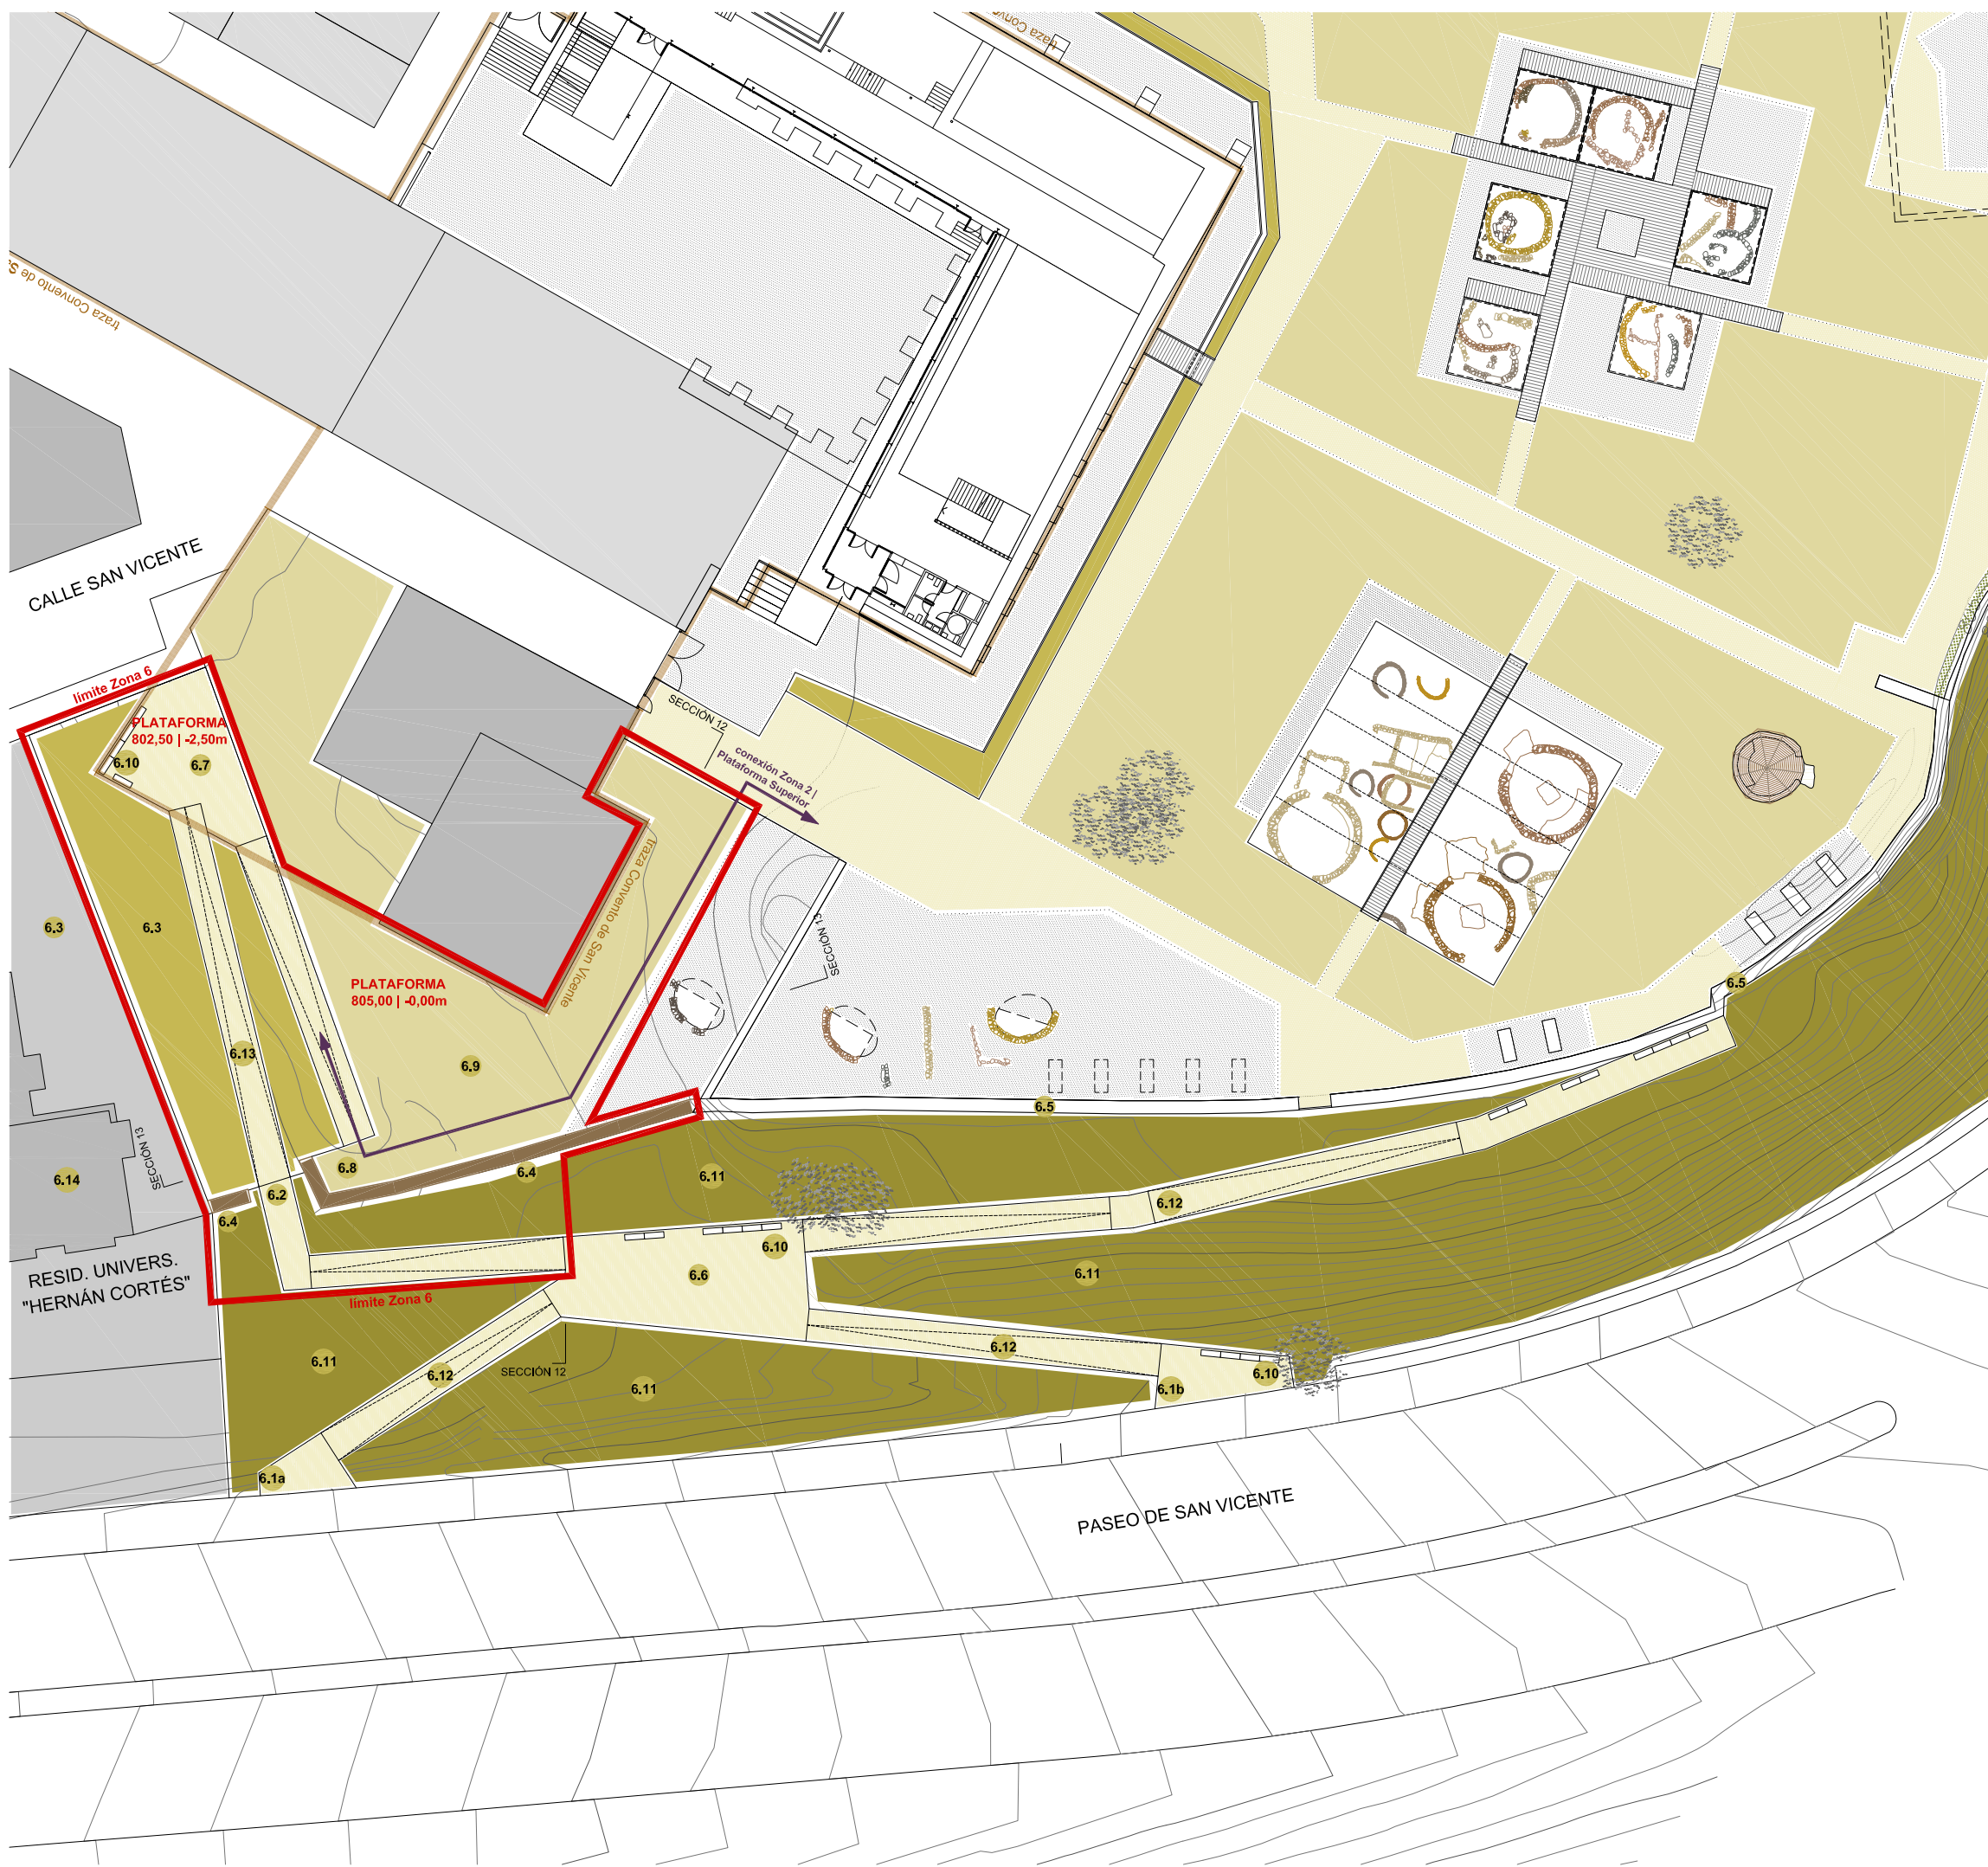 traza Conve
traza Convento de Sa
CALLE SAN VICENTE
límite Zona 6
PLATAFORMA
802,50 | -2,50m
6.10
6.7
SECCIÓN 12
conexión Zona 2 |
Plataforma Superior
traza Convento de San Vicente
6.3
6.3
SECCIÓN 13
PLATAFORMA
805,00 | -0,00m
6.5
6.13
6.9
6.5
SECCIÓN 13
6.8
6.4
6.11
6.14
6.2
6.12
6.4
6.10
RESID. UNIVERS.
"HERNÁN CORTÉS"
6.6
6.11
límite Zona 6
6.11
6.12
6.12
SECCIÓN 12
6.11
6.1b
6.10
6.1a
PASEO DE SAN VICENTE